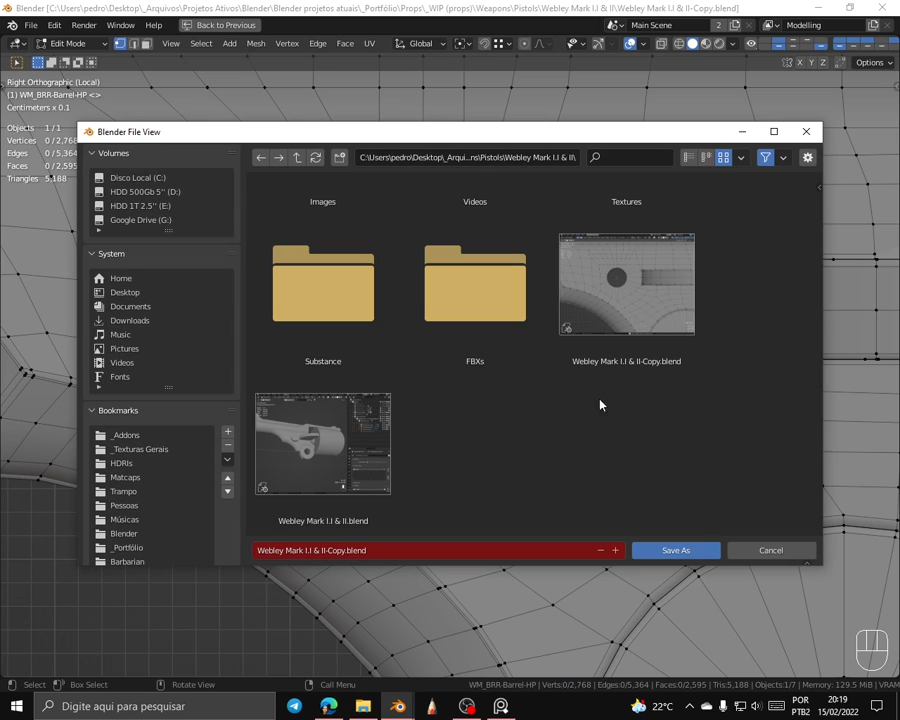 Blender [C:\Users\pedro\Desktop\_Arquivos\Projetos Ativos\Blender\Blender projetos atuais\_Portfólio\Props\_WIP (props)\Weapons\Pistols\Webley Mark I.I & II\Webley Mark I.I & II-Copy.blend]
File Edit Render Window Help Back to Previous Main Scene 2 Modelling
Edit Mode View Select Add Mesh Vertex Edge Face UV Global
X Y Z Options
Right Orthographic (Local)
(1) WM_BRR-Barrel-HP <>
Centimeters x 0.1
Objects 1/1
Vertices 0/2,768
Edges 0/5,364
Faces 0/2,595
Triangles 5,188
Blender File View
Volumes
Disco Local (C:)
HDD 500Gb 5'' (D:)
HDD 1T 2.5'' (E:)
Google Drive (G:)
System
Home
Desktop
Documents
Downloads
Music
Pictures
Videos
Fonts
Bookmarks
_Addons
_Texturas Gerais
HDRIs
Matcaps
Trampo
Pessoas
Músicas
Blender
_Portfólio
Barbarian
C:\Users\pedro\Desktop\_Arqui...ns\Pistols\Webley Mark I.I & II\
Images Videos Textures
Substance FBXs Webley Mark I.I & II-Copy.blend
Webley Mark I.I & II.blend
Webley Mark I.I & II-Copy.blend Save As Cancel
Select Box Select Rotate View Call Menu WM_BRR-Barrel-HP | Verts:0/2,768 | Edges:0/5,364 | Faces:0/2,595 | Tris:5,188 | Objects:1/7 | Memory: 129.5 MiB | VRAM
Digite aqui para pesquisar
22°C
POR
PTB2
20:19
15/02/2022